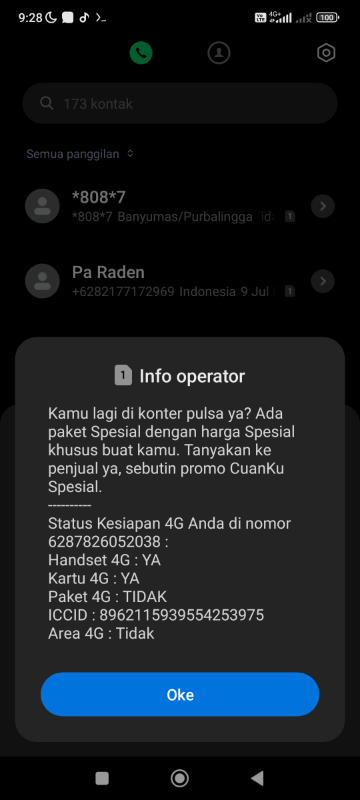 9:28
VoLTE 4G+ 100
173 kontak
Semua panggilan
*808*7
*808*7 Banyumas/Purbalingga 1
Pa Raden
+6282177172969 Indonesia 9 Jul 1
1 Info operator
Kamu lagi di konter pulsa ya? Ada
paket Spesial dengan harga Spesial
khusus buat kamu. Tanyakan ke
penjual ya, sebutin promo CuanKu
Spesial.
----------
Status Kesiapan 4G Anda di nomor
6287826052038 :
Handset 4G : YA
Kartu 4G : YA
Paket 4G : TIDAK
ICCID : 8962115939554253975
Area 4G : Tidak
Oke